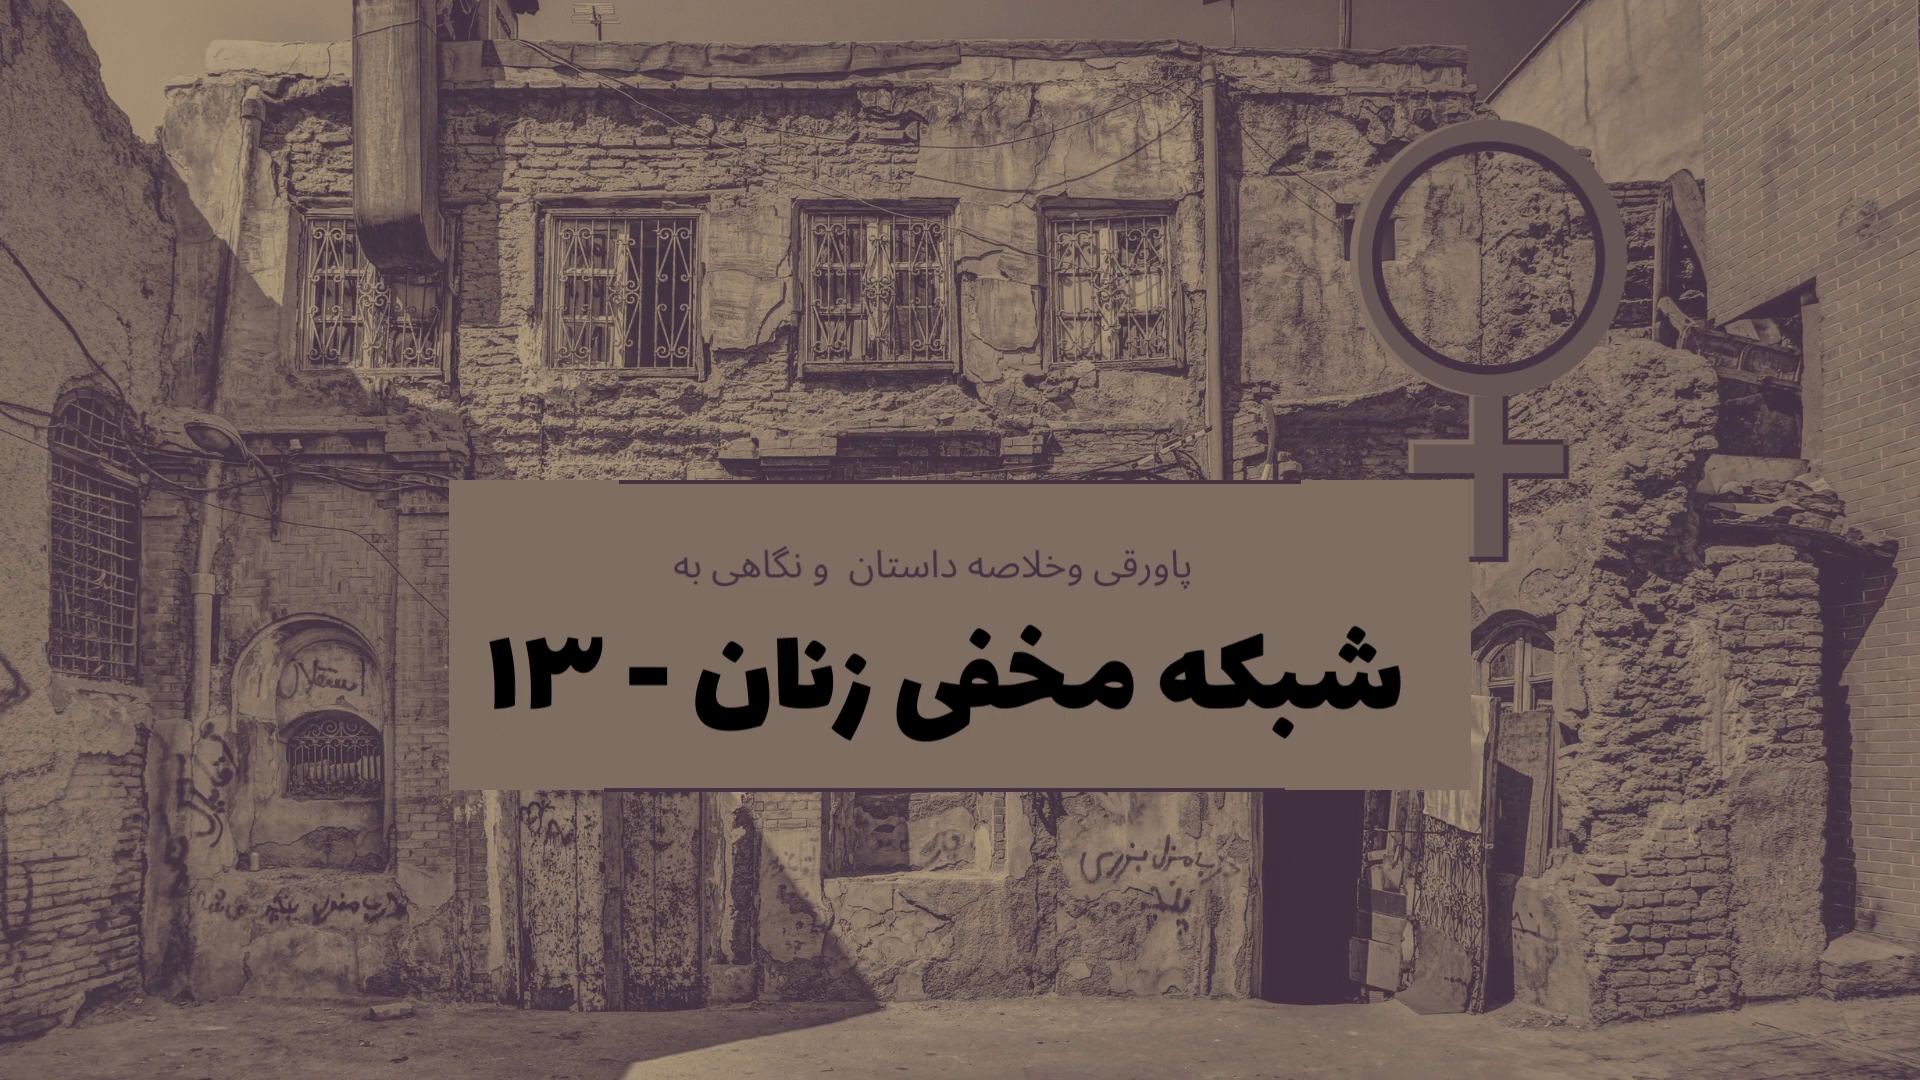 پاورقی وخلاصه داستان و نگاهی به
شبکه مخفی زنان - ۱۳